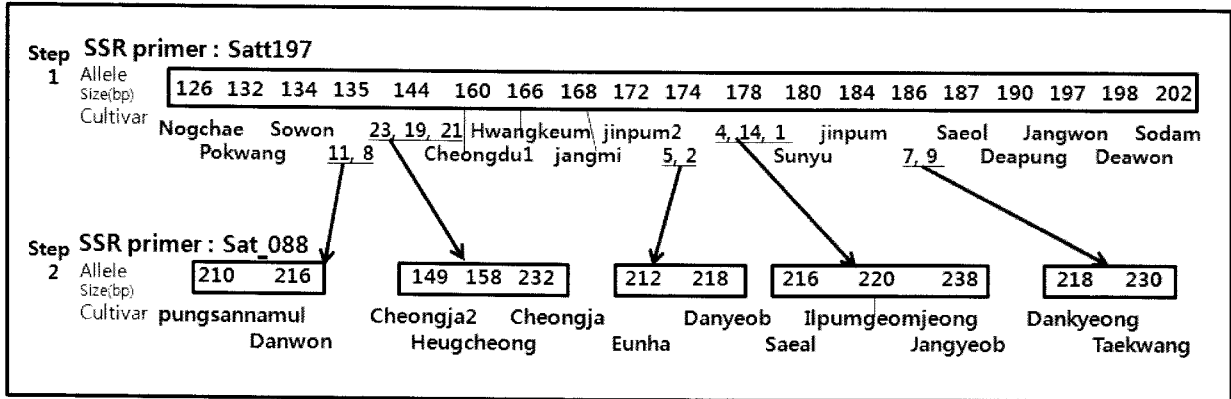 Step SSR primer : Satt197
1 Allele
Size(bp)
126 132 134 135 144 160 166 168 172 174 178 180 184 186 187 190 197 198 202
Cultivar
Nogchae Sowon 23, 19, 21 Hwangkeum jinpum2 4, 14, 1 jinpum Saeol Jangwon Sodam
Pokwang 11, 8 Cheongdu1 jangmi 5, 2 Sunyu 7, 9 Deapung Deawon
Step SSR primer : Sat_088
2 Allele
Size(bp)
210 216 149 158 232 212 218 216 220 238 218 230
Cultivar pungsannamul Cheongja2 Cheongja Danyeob Ilpumgeomjeong Dankyeong
Danwon Heugcheong Eunha Saeal Jangyeob Taekwang